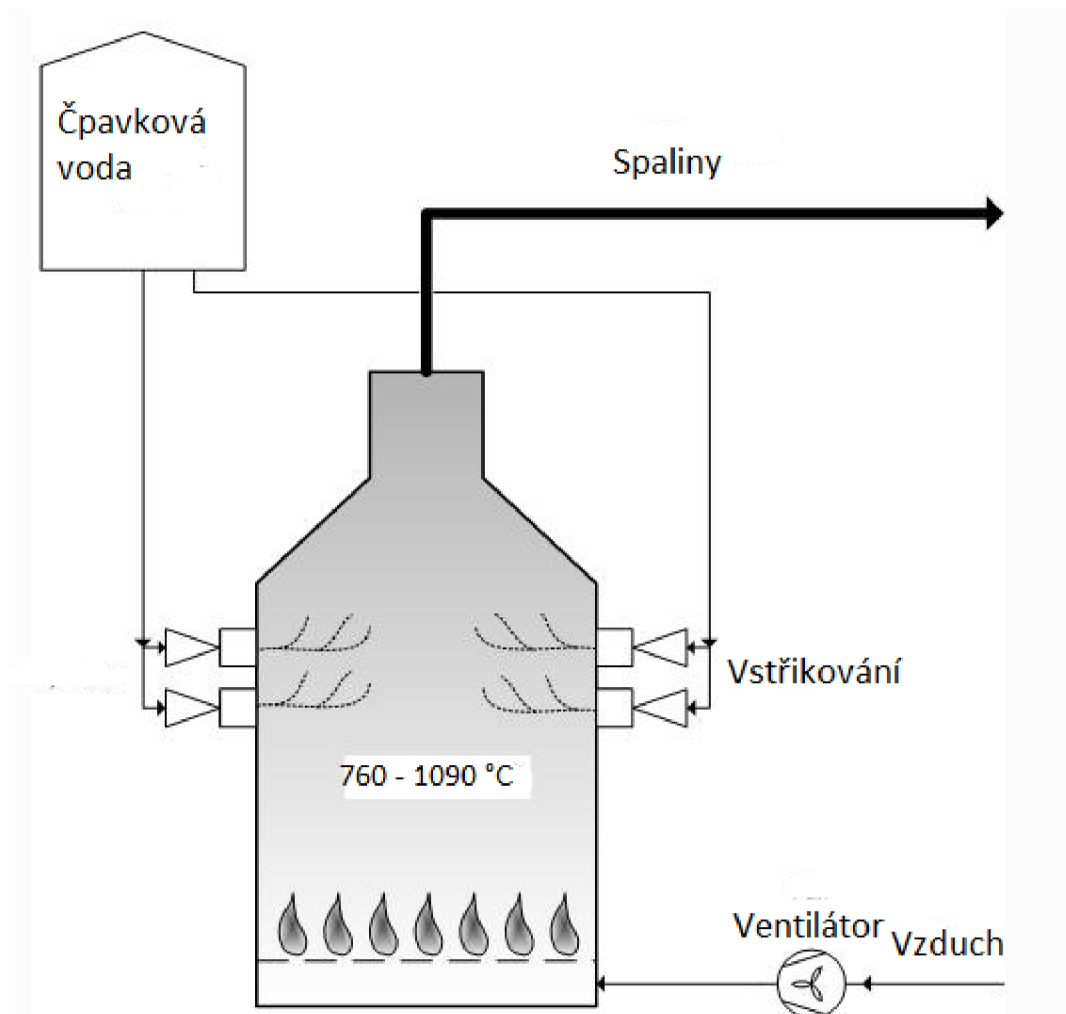 Čpavková
voda
Spaliny
Vstřikování
760 - 1090 °C
Ventilátor
Vzduch